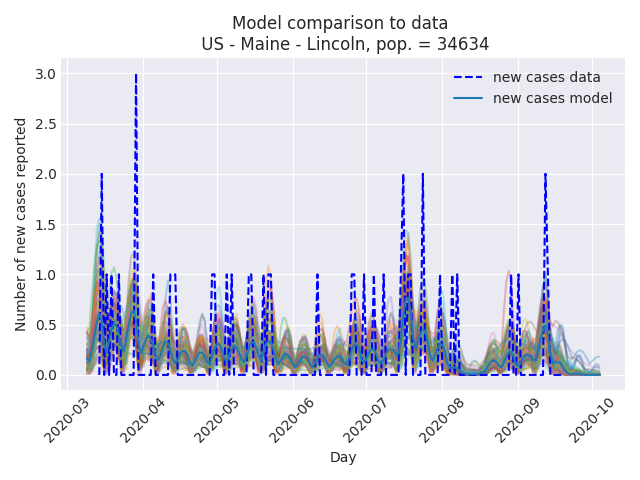 Model comparison to data
US - Maine - Lincoln, pop. = 34634
new cases data
new cases model
Number of new cases reported
3.0
2.5
2.0
1.5
1.0
0.5
0.0
2020-03
2020-04
2020-05
2020-06
2020-07
2020-08
2020-09
2020-10
Day